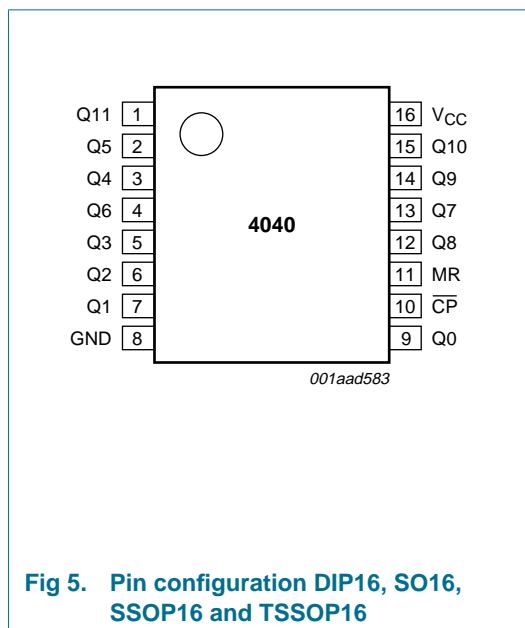 Q11 1 16 VCC
Q5 2 15 Q10
Q4 3 14 Q9
Q6 4 13 Q7
4040
Q3 5 12 Q8
Q2 6 11 MR
Q1 7 10 C̅P̅
GND 8 9 Q0
001aad583
Fig 5. Pin configuration DIP16, SO16,
SSOP16 and TSSOP16